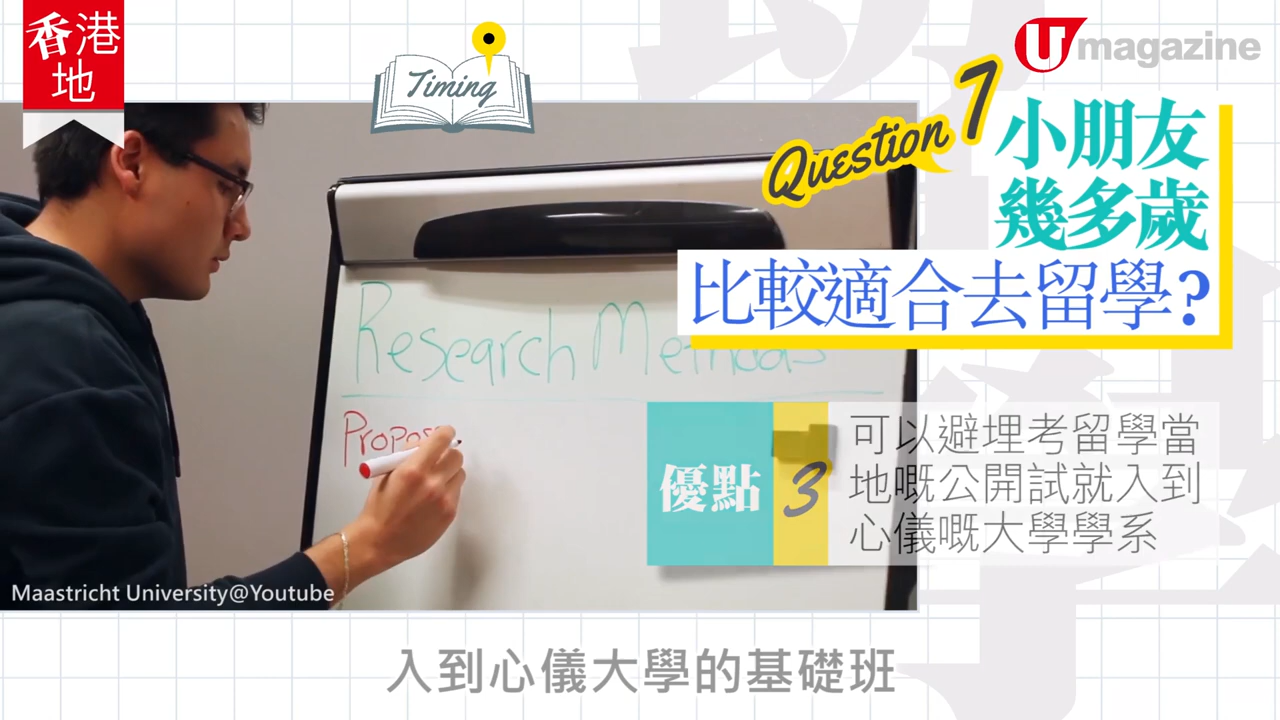 香港
地
Timing
U magazine
Question 7
小朋友
幾多歲
比較適合去留學?
Research Methods
Propos
優點 3
可以避埋考留學當
地嘅公開試就入到
心儀嘅大學學系
Maastricht University@Youtube
入到心儀大學的基礎班